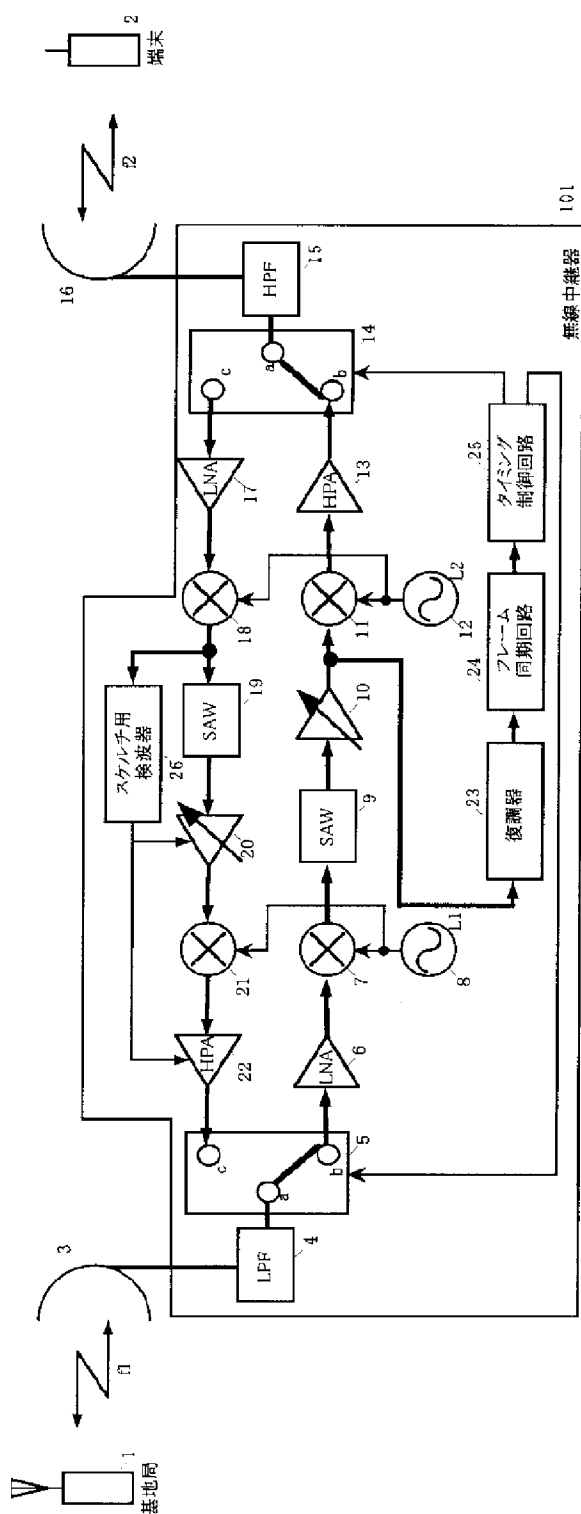 基地局
1
f1
3
LPF
4
a
b
c
5
LNA
6
HPA
22
7
L1
8
21
SAW
9
20
スケルチ用
検波器
26
SAW
19
10
復調器
23
フレーム
同期回路
24
タイミング
制御回路
25
18
11
L2
12
LNA
17
HPA
13
c
a
b
14
HPF
15
16
f2
2
端末
無線中継器
101